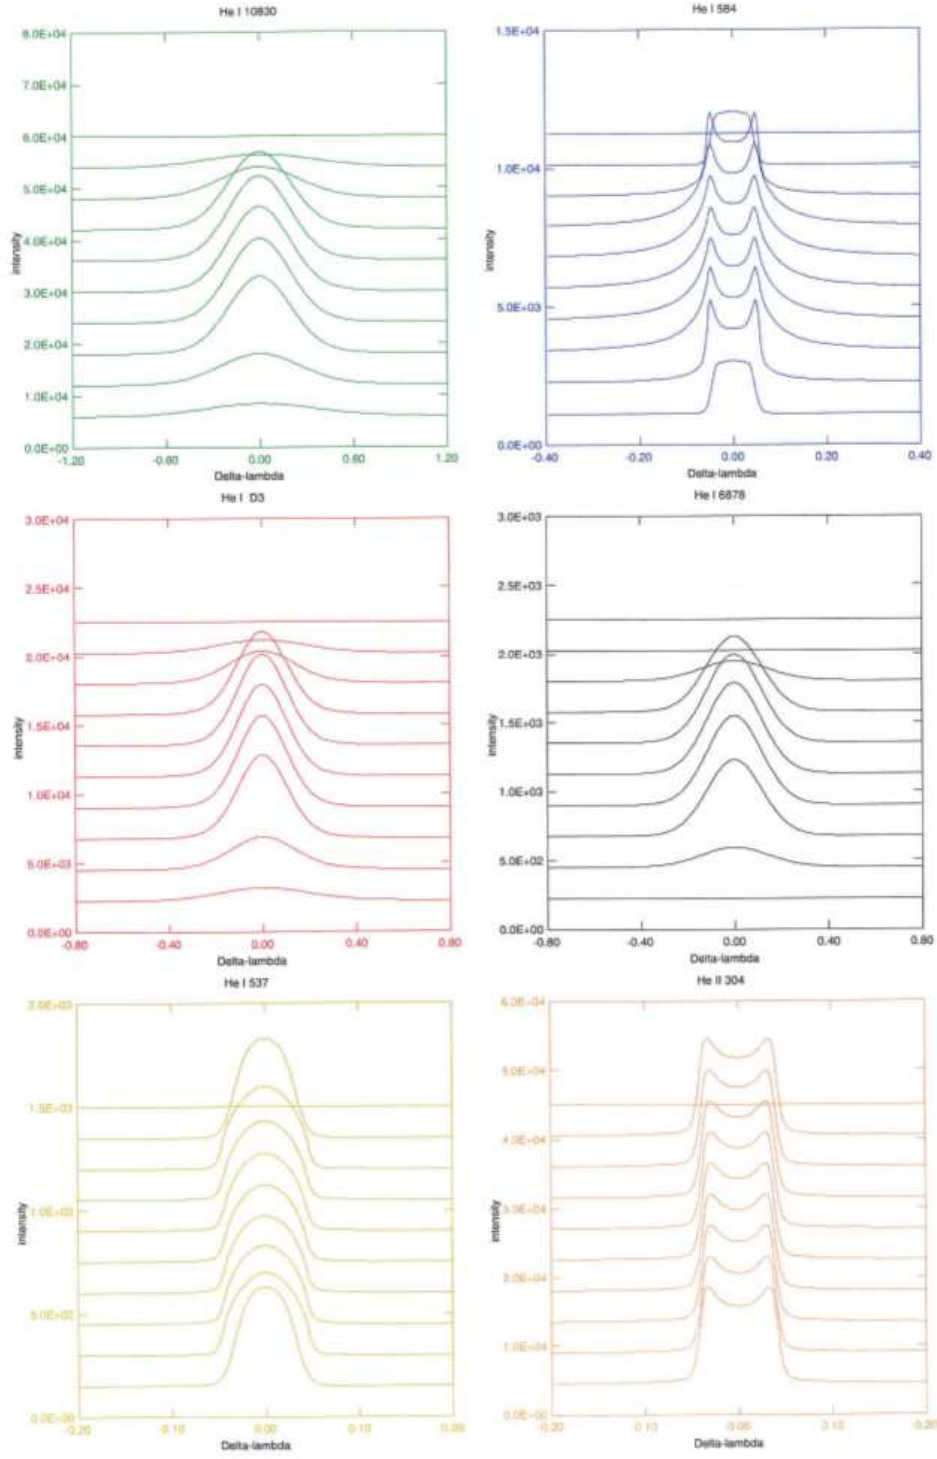 He I 10830
8.0E+04
7.0E+04
6.0E+04
5.0E+04
4.0E+04
3.0E+04
2.0E+04
1.0E+04
0.0E+00
intensity
-1.20 -0.60 0.00 0.60 1.20
Delta-lambda
He I 584
1.5E+04
1.0E+04
5.0E+03
0.0E+00
intensity
-0.40 -0.20 0.00 0.20 0.40
Delta-lambda
He I D3
3.0E+04
2.5E+04
2.0E+04
1.5E+04
1.0E+04
5.0E+03
0.0E+00
intensity
-0.80 -0.40 0.00 0.40 0.80
Delta-lambda
He I 6878
3.0E+03
2.5E+03
2.0E+03
1.5E+03
1.0E+03
5.0E+02
0.0E+00
intensity
-0.80 -0.40 0.00 0.40 0.80
Delta-lambda
He I 537
2.0E+03
1.5E+03
1.0E+03
0.0E+00
intensity
-0.20 -0.10 0.00 0.10 0.20
Delta-lambda
He II 304
6.0E+04
5.0E+04
4.0E+04
3.0E+04
2.0E+04
1.0E+04
0.0E+00
intensity
-0.20 -0.10 0.00 0.10 0.20
Delta-lambda